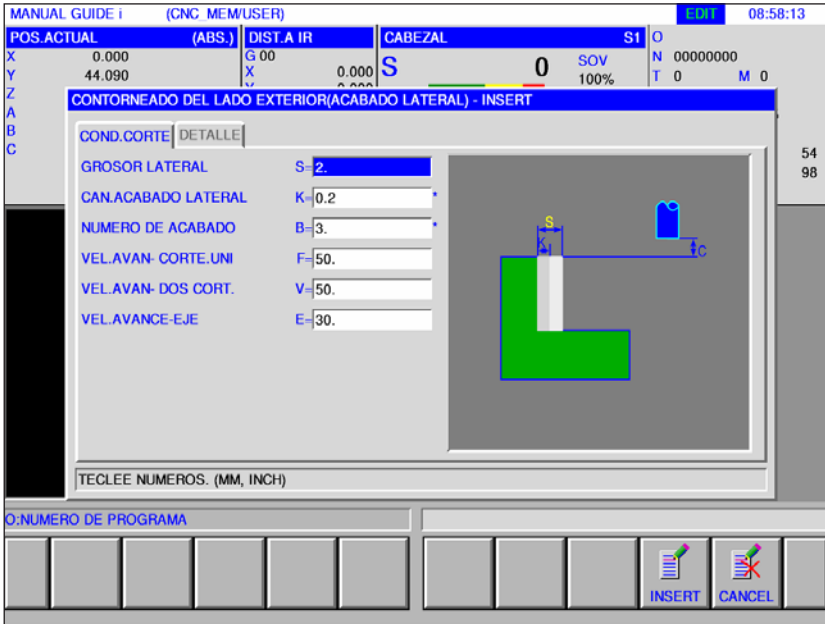 MANUAL GUIDE i (CNC_MEM/USER) EDIT 08:58:13
POS.ACTUAL (ABS.) DIST.A IR CABEZAL S1 O
X 0.000 G 00 S 0 SOV N 00000000
Y 44.090 X 0.000 100% T 0 M 0
Z
A
B
C
54
98
CONTORNEADO DEL LADO EXTERIOR(ACABADO LATERAL) - INSERT
COND.CORTE DETALLE
GROSOR LATERAL S=2.
CAN.ACABADO LATERAL K=0.2 *
NUMERO DE ACABADO B=3. *
VEL.AVAN- CORTE.UNI F=50.
VEL.AVAN- DOS CORT. V=50.
VEL.AVANCE-EJE E=30.
S
K
C
TECLEE NUMEROS. (MM, INCH)
O:NUMERO DE PROGRAMA
INSERT CANCEL